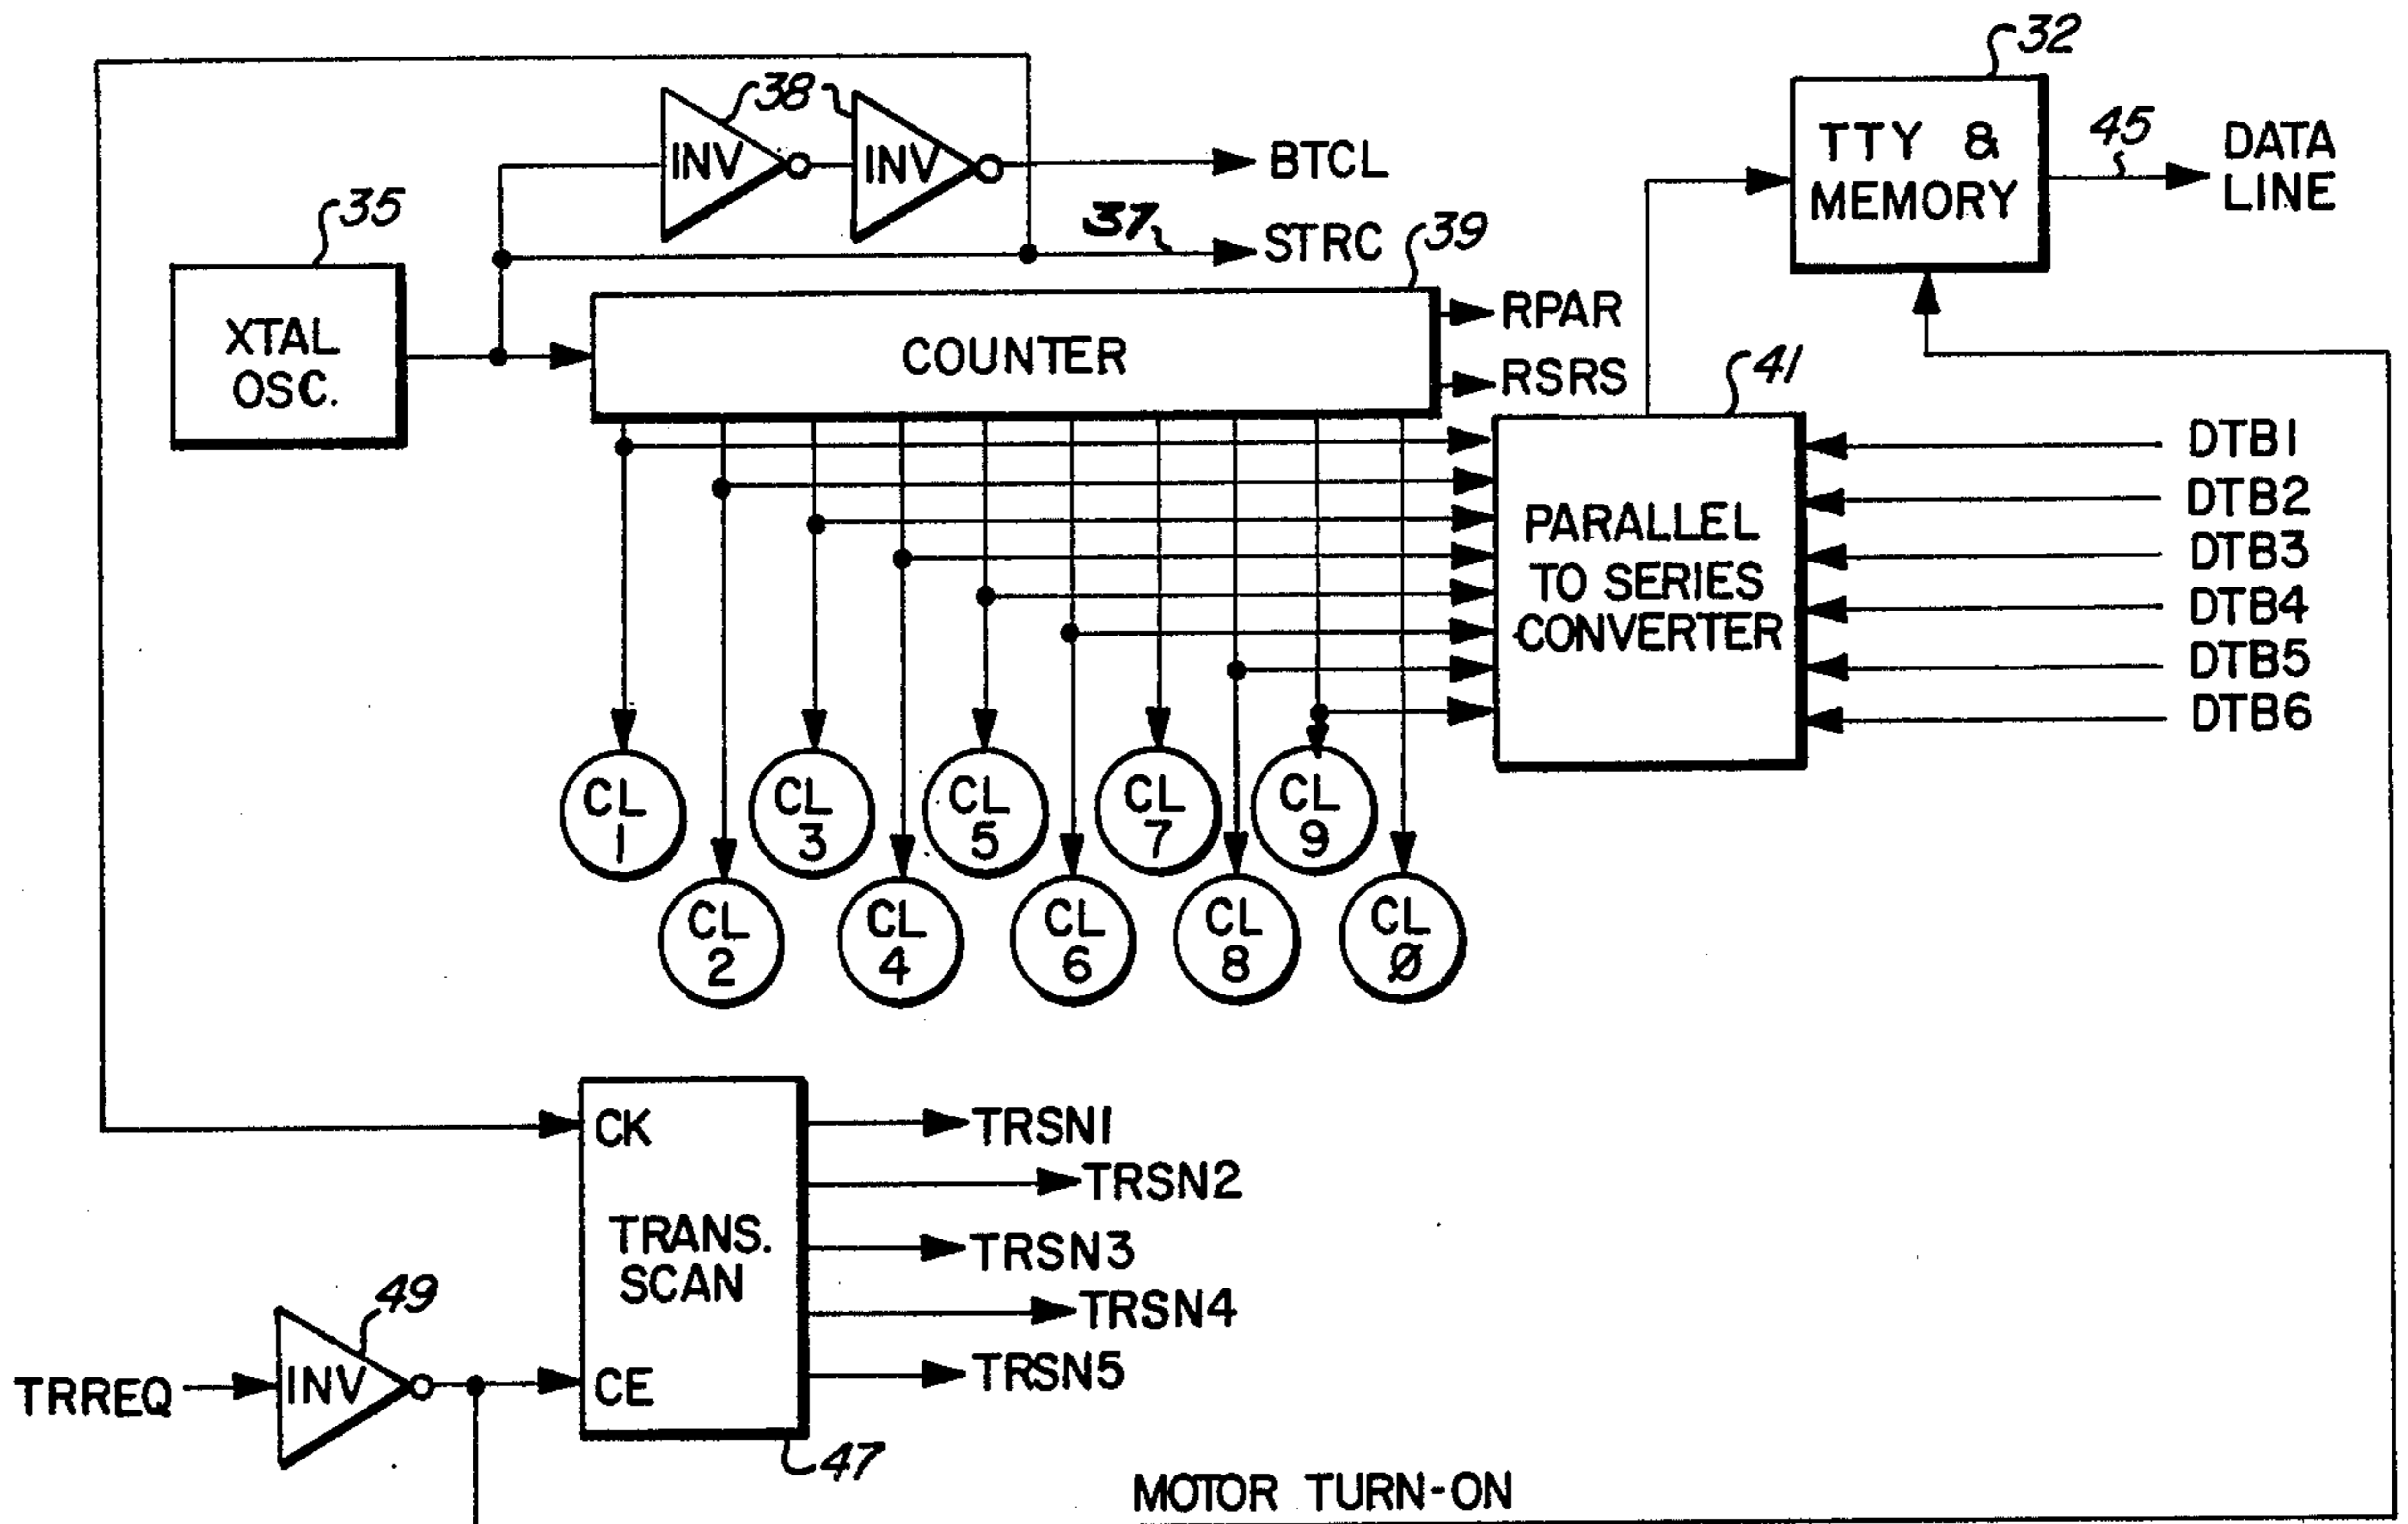 32
38
TTY &
MEMORY
45
DATA
LINE
INV
INV
BTCL
35
37
STRC
39
XTAL
OSC.
COUNTER
RPAR
RSRS
41
PARALLEL
TO SERIES
CONVERTER
DTB1
DTB2
DTB3
DTB4
DTB5
DTB6
CL
1
CL
3
CL
5
CL
7
CL
9
CL
2
CL
4
CL
6
CL
8
CL
Ø
CK
TRANS.
SCAN
CE
TRSN1
TRSN2
TRSN3
TRSN4
TRSN5
49
TRREQ
INV
47
MOTOR TURN-ON